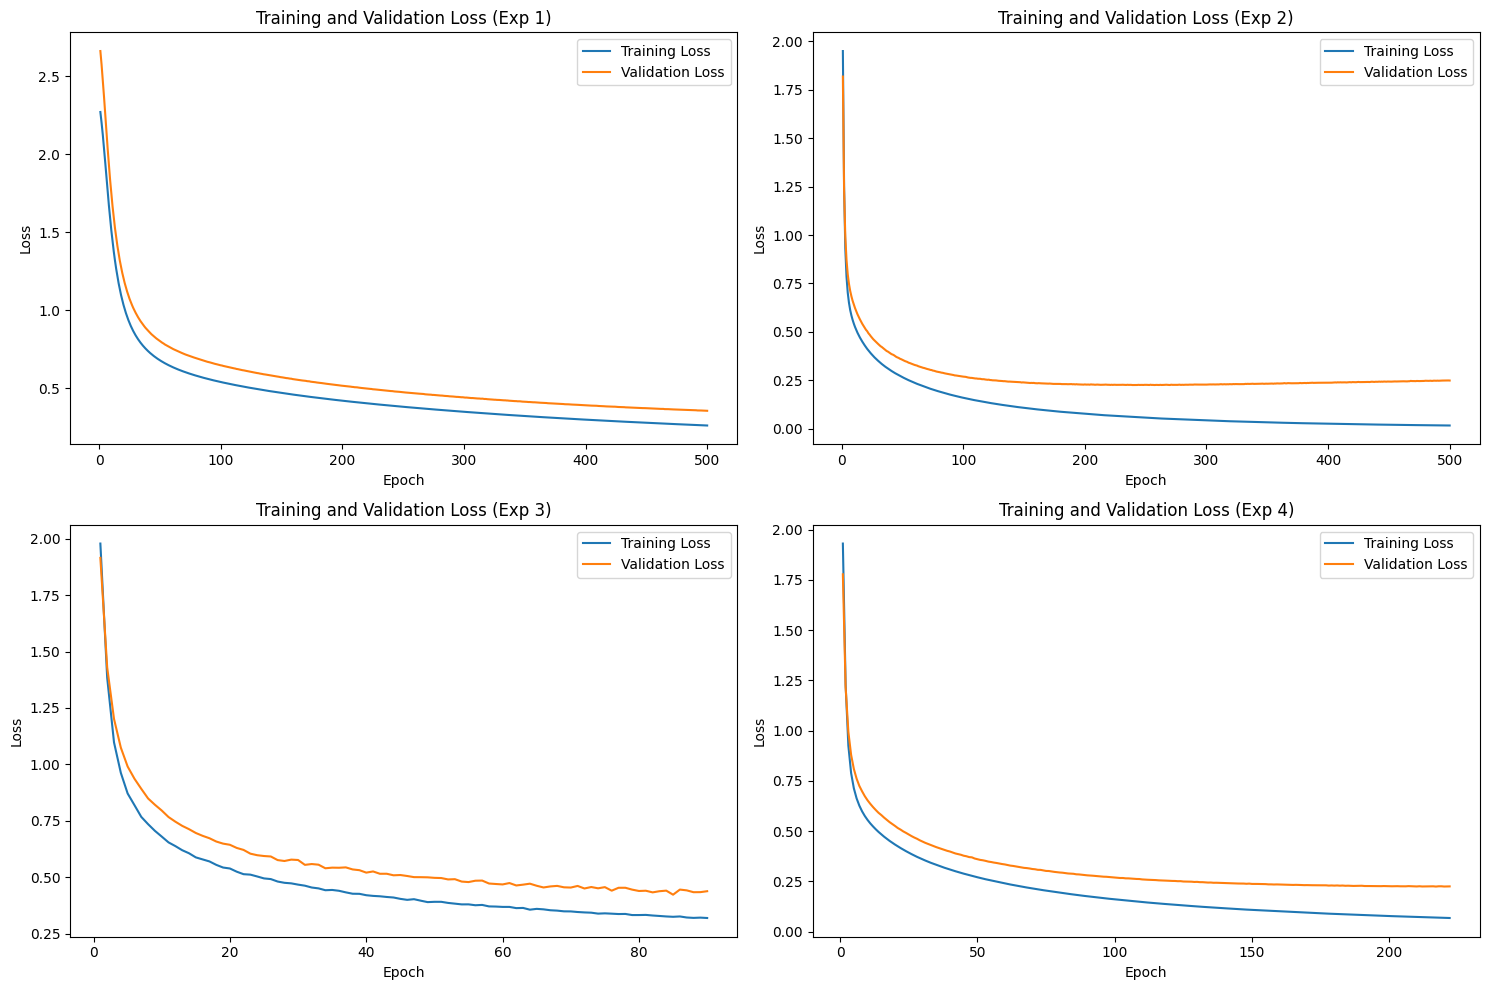 Training and Validation Loss (Exp 1)
Training Loss
Validation Loss
2.5
2.0
1.5
1.0
0.5
Loss
0 100 200 300 400 500
Epoch
Training and Validation Loss (Exp 2)
Training Loss
Validation Loss
2.00
1.75
1.50
1.25
1.00
0.75
0.50
0.25
0.00
Loss
0 100 200 300 400 500
Epoch
Training and Validation Loss (Exp 3)
Training Loss
Validation Loss
2.00
1.75
1.50
1.25
1.00
0.75
0.50
0.25
Loss
0 20 40 60 80
Epoch
Training and Validation Loss (Exp 4)
Training Loss
Validation Loss
2.00
1.75
1.50
1.25
1.00
0.75
0.50
0.25
0.00
Loss
0 50 100 150 200
Epoch